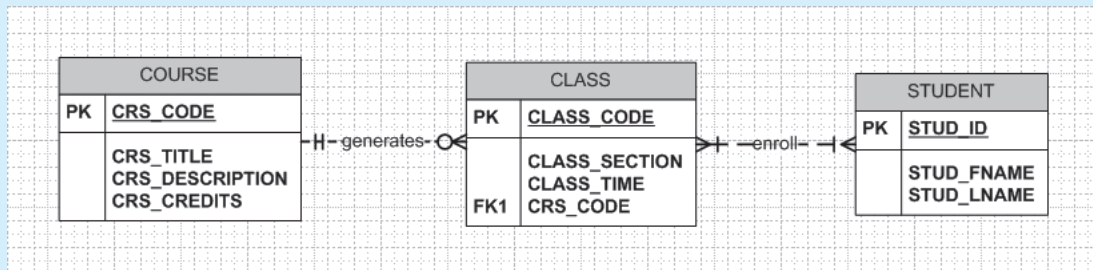 COURSE
PK CRS_CODE
CRS_TITLE
CRS_DESCRIPTION
CRS_CREDITS
generates
CLASS
PK CLASS_CODE
CLASS_SECTION
CLASS_TIME
FK1 CRS_CODE
enroll
STUDENT
PK STUD_ID
STUD_FNAME
STUD_LNAME